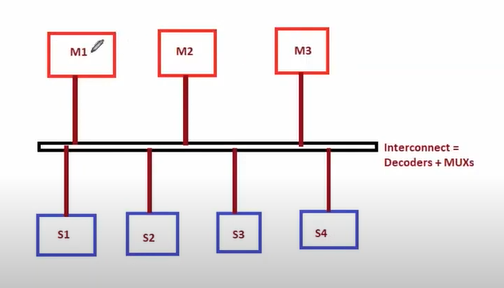 M1
M2
M3
Interconnect =
Decoders + MUXs
S1
S2
S3
S4